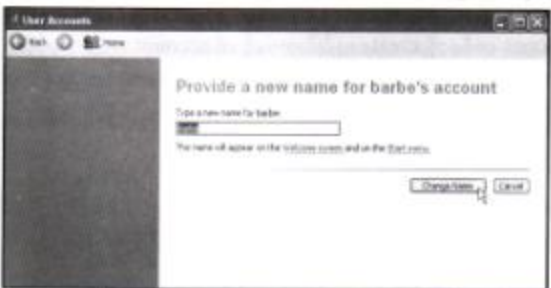 User Accounts
Back Home
Provide a new name for barbe's account
Type a new name for barbe:
barbe
The name will appear on the Welcome screen and on the Start menu.
Change Name Cancel